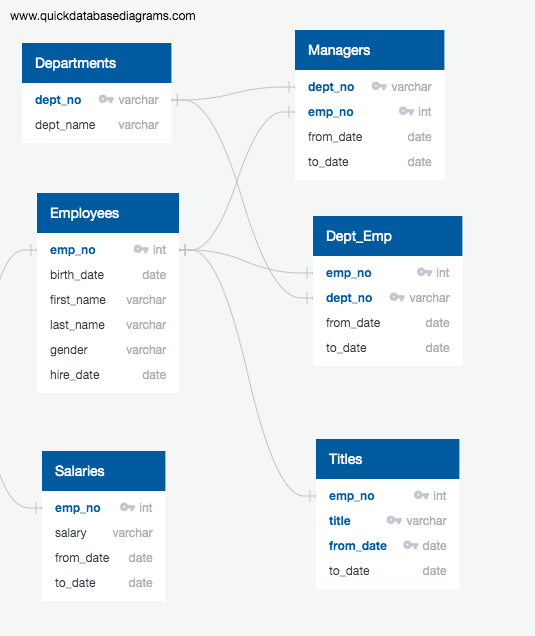 www.quickdatabasediagrams.com
Departments
dept_no varchar
dept_name varchar
Managers
dept_no varchar
emp_no int
from_date date
to_date date
Employees
emp_no int
birth_date date
first_name varchar
last_name varchar
gender varchar
hire_date date
Dept_Emp
emp_no int
dept_no varchar
from_date date
to_date date
Salaries
emp_no int
salary varchar
from_date date
to_date date
Titles
emp_no int
title varchar
from_date date
to_date date